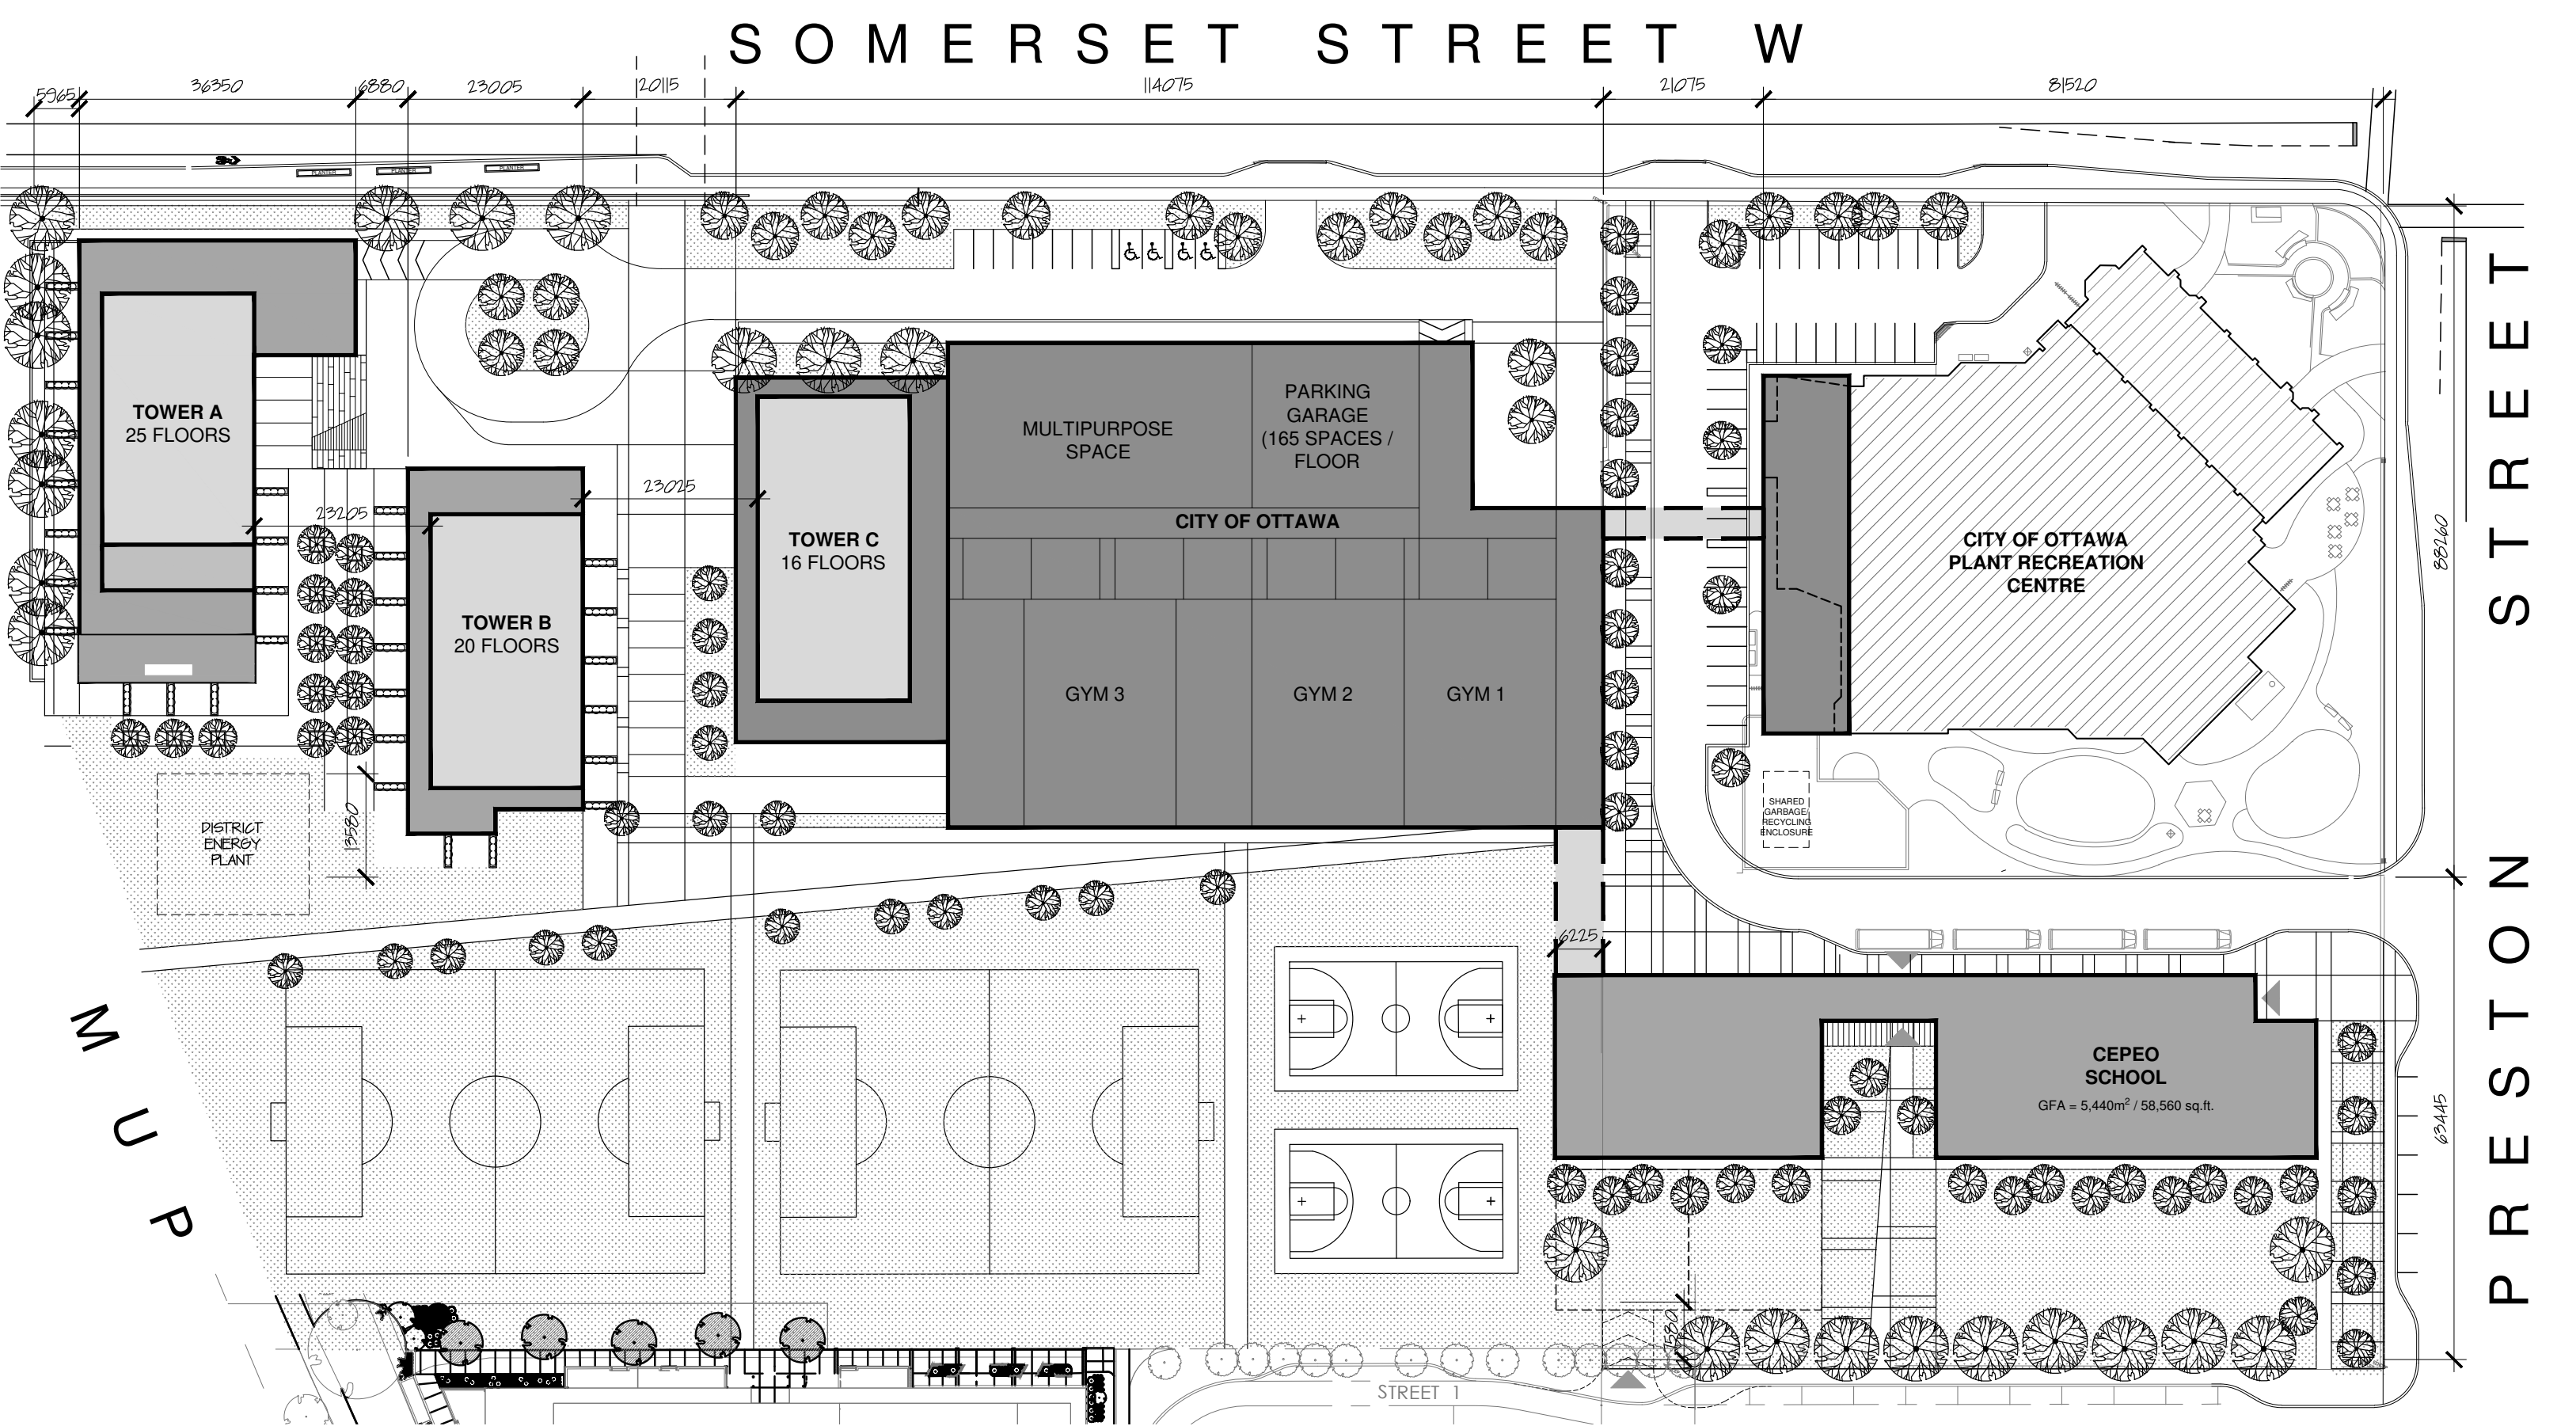 SOMERSET STREET W
5965
36350
6880
23005
20115
114075
21075
81520
PLANTER
PLANTER
PLANTER
TOWER A
25 FLOORS
23205
TOWER B
20 FLOORS
23025
TOWER C
16 FLOORS
MULTIPURPOSE
SPACE
PARKING
GARAGE
(165 SPACES /
FLOOR
CITY OF OTTAWA
GYM 3
GYM 2
GYM 1
CITY OF OTTAWA
PLANT RECREATION
CENTRE
SHARED
GARBAGE/
RECYCLING
ENCLOSURE
88260
PRESTON STREET
DISTRICT
ENERGY
PLANT
13580
6225
CEPEO
SCHOOL
GFA = 5,440m² / 58,560 sq.ft.
63445
MUP
STREET 1